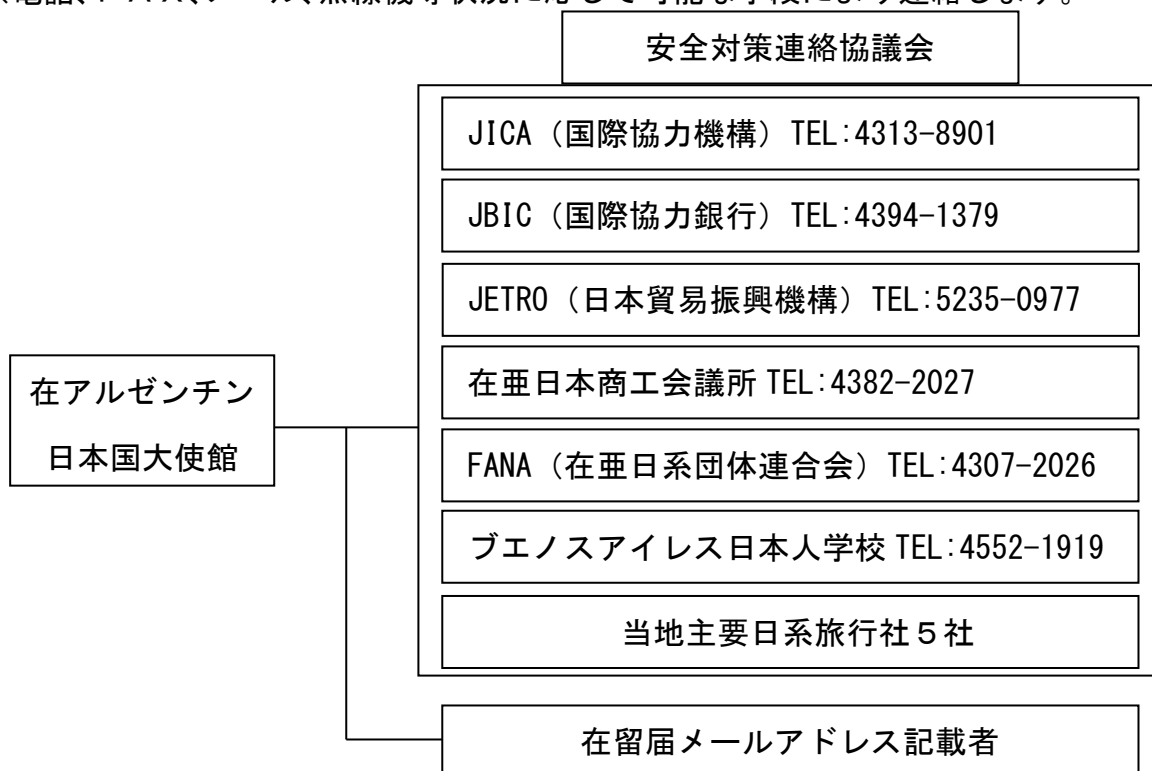 安全対策連絡協議会
JICA（国際協力機構）TEL:4313-8901
JBIC（国際協力銀行）TEL:4394-1379
JETRO（日本貿易振興機構）TEL:5235-0977
在亜日本商工会議所 TEL:4382-2027
FANA（在亜日系団体連合会）TEL:4307-2026
ブエノスアイレス日本人学校 TEL:4552-1919
当地主要日系旅行社５社
在アルゼンチン
日本国大使館
在留届メールアドレス記載者